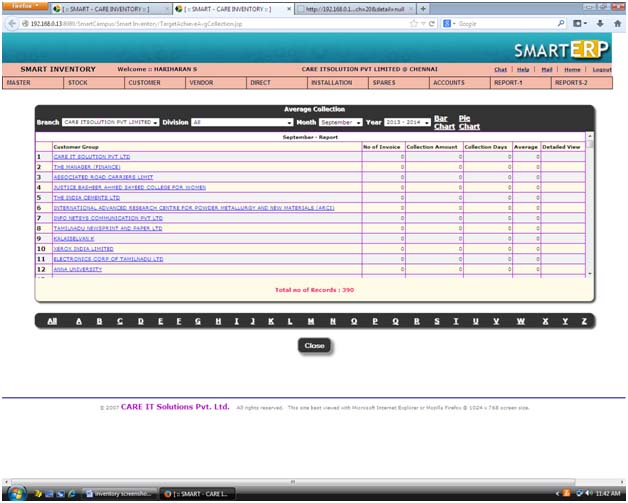 Firefox
[ :: SMART - CARE INVENTORY :: ]
[ :: SMART - CARE INVENTORY :: ]
http://192.168.0.1...ch=20&detail=null
192.168.0.13:8080/SmartCampus/Smart Inventory/TargetAchieveAvgCollection.jsp
Google
SMARTERP
SMART INVENTORY Welcome :: HARIHARAN S CARE ITSOLUTION PVT LIMITED @ CHENNAI Chat | Help | Mail | Home | Logout
MASTER STOCK CUSTOMER VENDOR DIRECT INSTALLATION SPARES ACCOUNTS REPORT-1 REPORTS-2
Average Collection
Branch CARE ITSOLUTION PVT LIMITED Division All Month September Year 2013 - 2014 Bar Chart Pie Chart
September - Report
Customer Group No of Invoice Collection Amount Collection Days Average Detailed View
1 CARE IT SOLUTION PVT LTD 0 0 0 0
2 THE MANAGER (FINANCE) 0 0 0 0
3 ASSOCIATED ROAD CARRIERS LIMIT 0 0 0 0
4 JUSTICE BASHEER AHMED SAYEED COLLEGE FOR WOMEN 0 0 0 0
5 THE INDIA CEMENTS LTD 0 0 0 0
6 INTERNATIONAL ADVANCED RESEARCH CENTRE FOR POWDER METALLURGY AND NEW MATERIALS (ARCI) 0 0 0 0
7 INFO NETSYS COMMUNICATION PVT LTD 0 0 0 0
8 TAMILNADU NEWSPRINT AND PAPER LTD 0 0 0 0
9 KALAISELVAN K 0 0 0 0
10 XEROX INDIA LIMITED 0 0 0 0
11 ELECTRONICS CORP OF TAMILNADU LTD 0 0 0 0
12 ANNA UNIVERSITY 0 0 0 0
Total no of Records : 390
All A B C D E F G H I J K L M N O P Q R S T U V W X Y Z
Close
© 2007 CARE IT Solutions Pvt. Ltd. All rights reserved. This site best viewed with Microsoft Internet Explorer or Mozilla Firefox @ 1024 x 768 screen size.
inventory screensho... [ :: SMART - CARE I... 11:42 AM